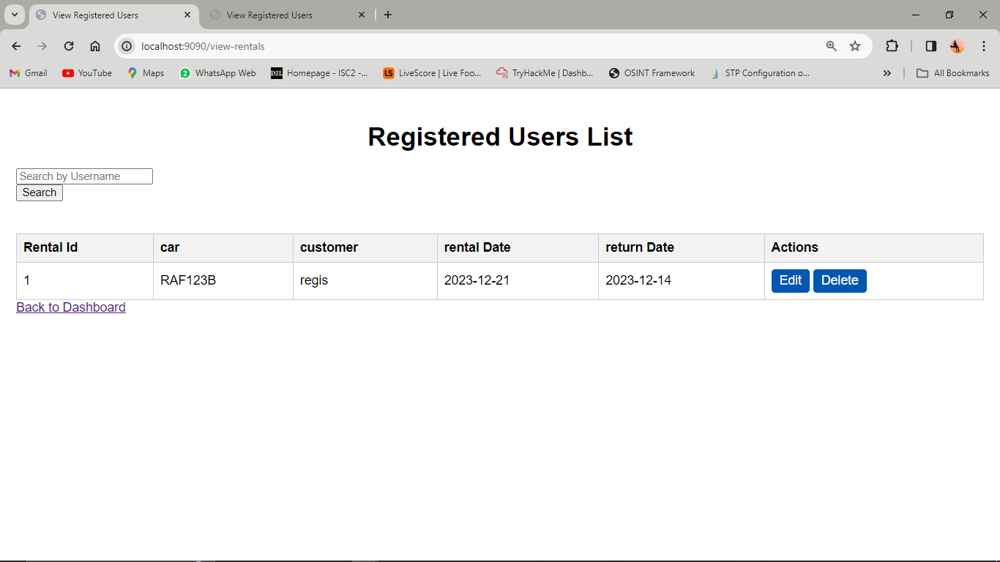 View Registered Users View Registered Users
localhost:9090/view-rentals
Gmail YouTube Maps 2 WhatsApp Web D2L Homepage - ISC2 -... LS LiveScore | Live Foo... TryHackMe | Dashb... OSINT Framework STP Configuration o... All Bookmarks
Registered Users List
Search by Username
Search
Rental Id car customer rental Date return Date Actions
1 RAF123B regis 2023-12-21 2023-12-14 Edit Delete
Back to Dashboard